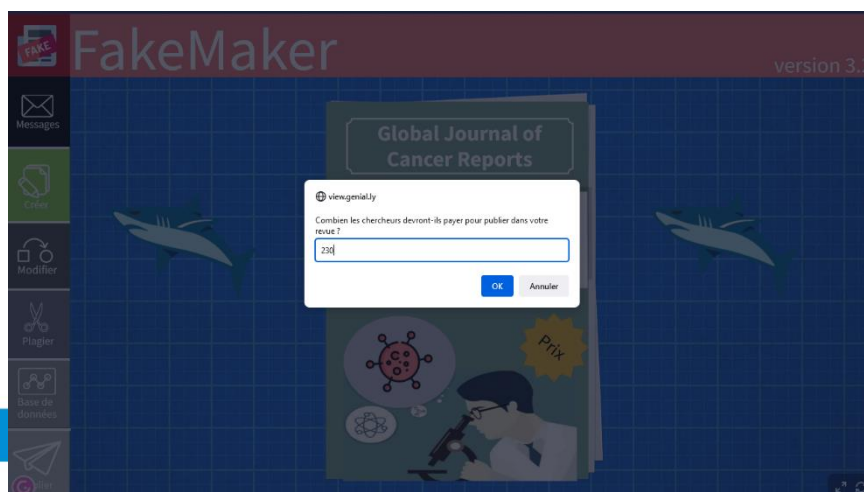 FAKE
FakeMaker
version 3.
Messages
Créer
Modifier
Plagier
Base de
données
Global Journal of
Cancer Reports
view.genial.ly
Combien les chercheurs devront-ils payer pour publier dans votre
revue ?
230
OK
Annuler
Prix